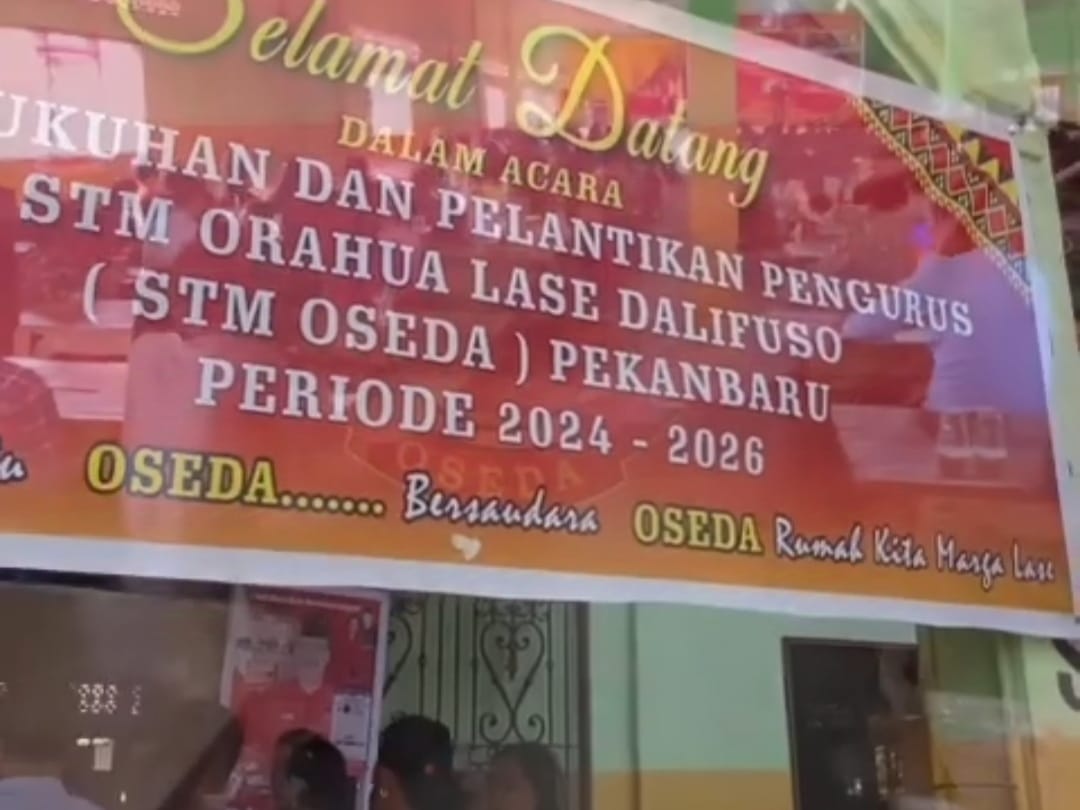 Selamat Datang
DALAM ACARA
UKUHAN DAN PELANTIKAN PENGURUS
STM ORAHUA LASE DALIFUSO
( STM OSEDA ) PEKANBARU
PERIODE 2024 - 2026
OSEDA
OSEDA....... Bersaudara OSEDA Rumah Kita Marga Lase